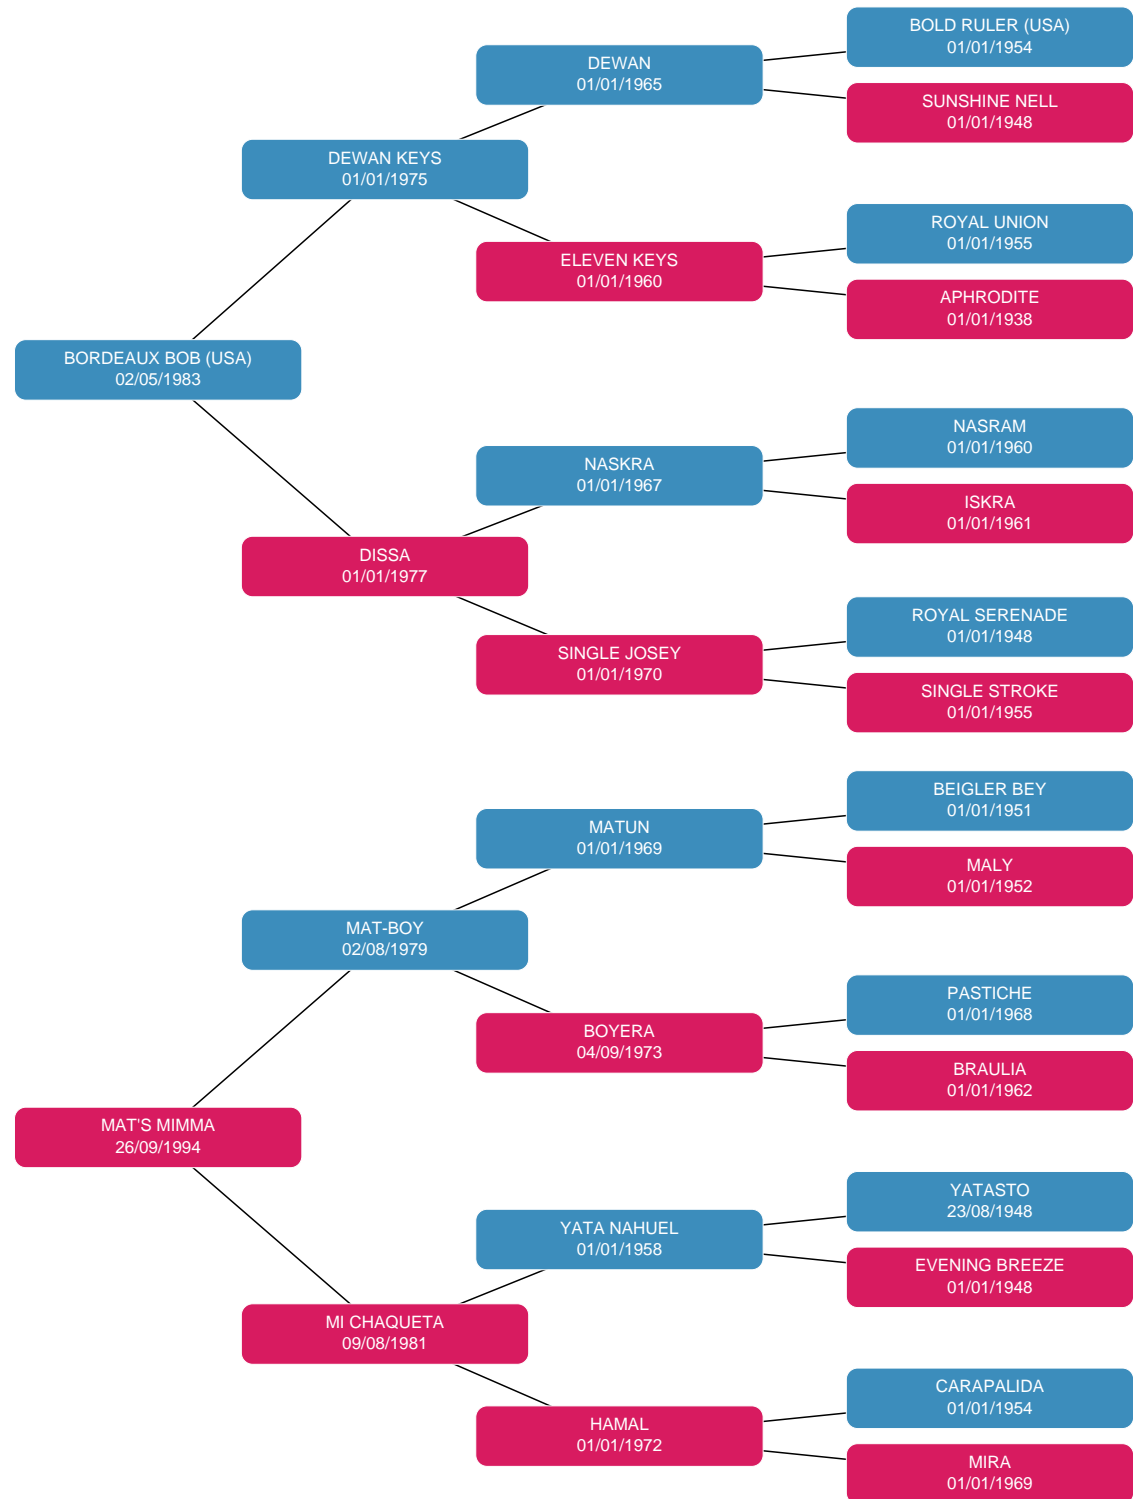 BOLD RULER (USA)
01/01/1954
DEWAN
01/01/1965
SUNSHINE NELL
01/01/1948
DEWAN KEYS
01/01/1975
ROYAL UNION
01/01/1955
ELEVEN KEYS
01/01/1960
APHRODITE
01/01/1938
BORDEAUX BOB (USA)
02/05/1983
NASRAM
01/01/1960
NASKRA
01/01/1967
ISKRA
01/01/1961
DISSA
01/01/1977
ROYAL SERENADE
01/01/1948
SINGLE JOSEY
01/01/1970
SINGLE STROKE
01/01/1955
BEIGLER BEY
01/01/1951
MATUN
01/01/1969
MALY
01/01/1952
MAT-BOY
02/08/1979
PASTICHE
01/01/1968
BOYERA
04/09/1973
BRAULIA
01/01/1962
MAT'S MIMMA
26/09/1994
YATASTO
23/08/1948
YATA NAHUEL
01/01/1958
EVENING BREEZE
01/01/1948
MI CHAQUETA
09/08/1981
CARAPALIDA
01/01/1954
HAMAL
01/01/1972
MIRA
01/01/1969